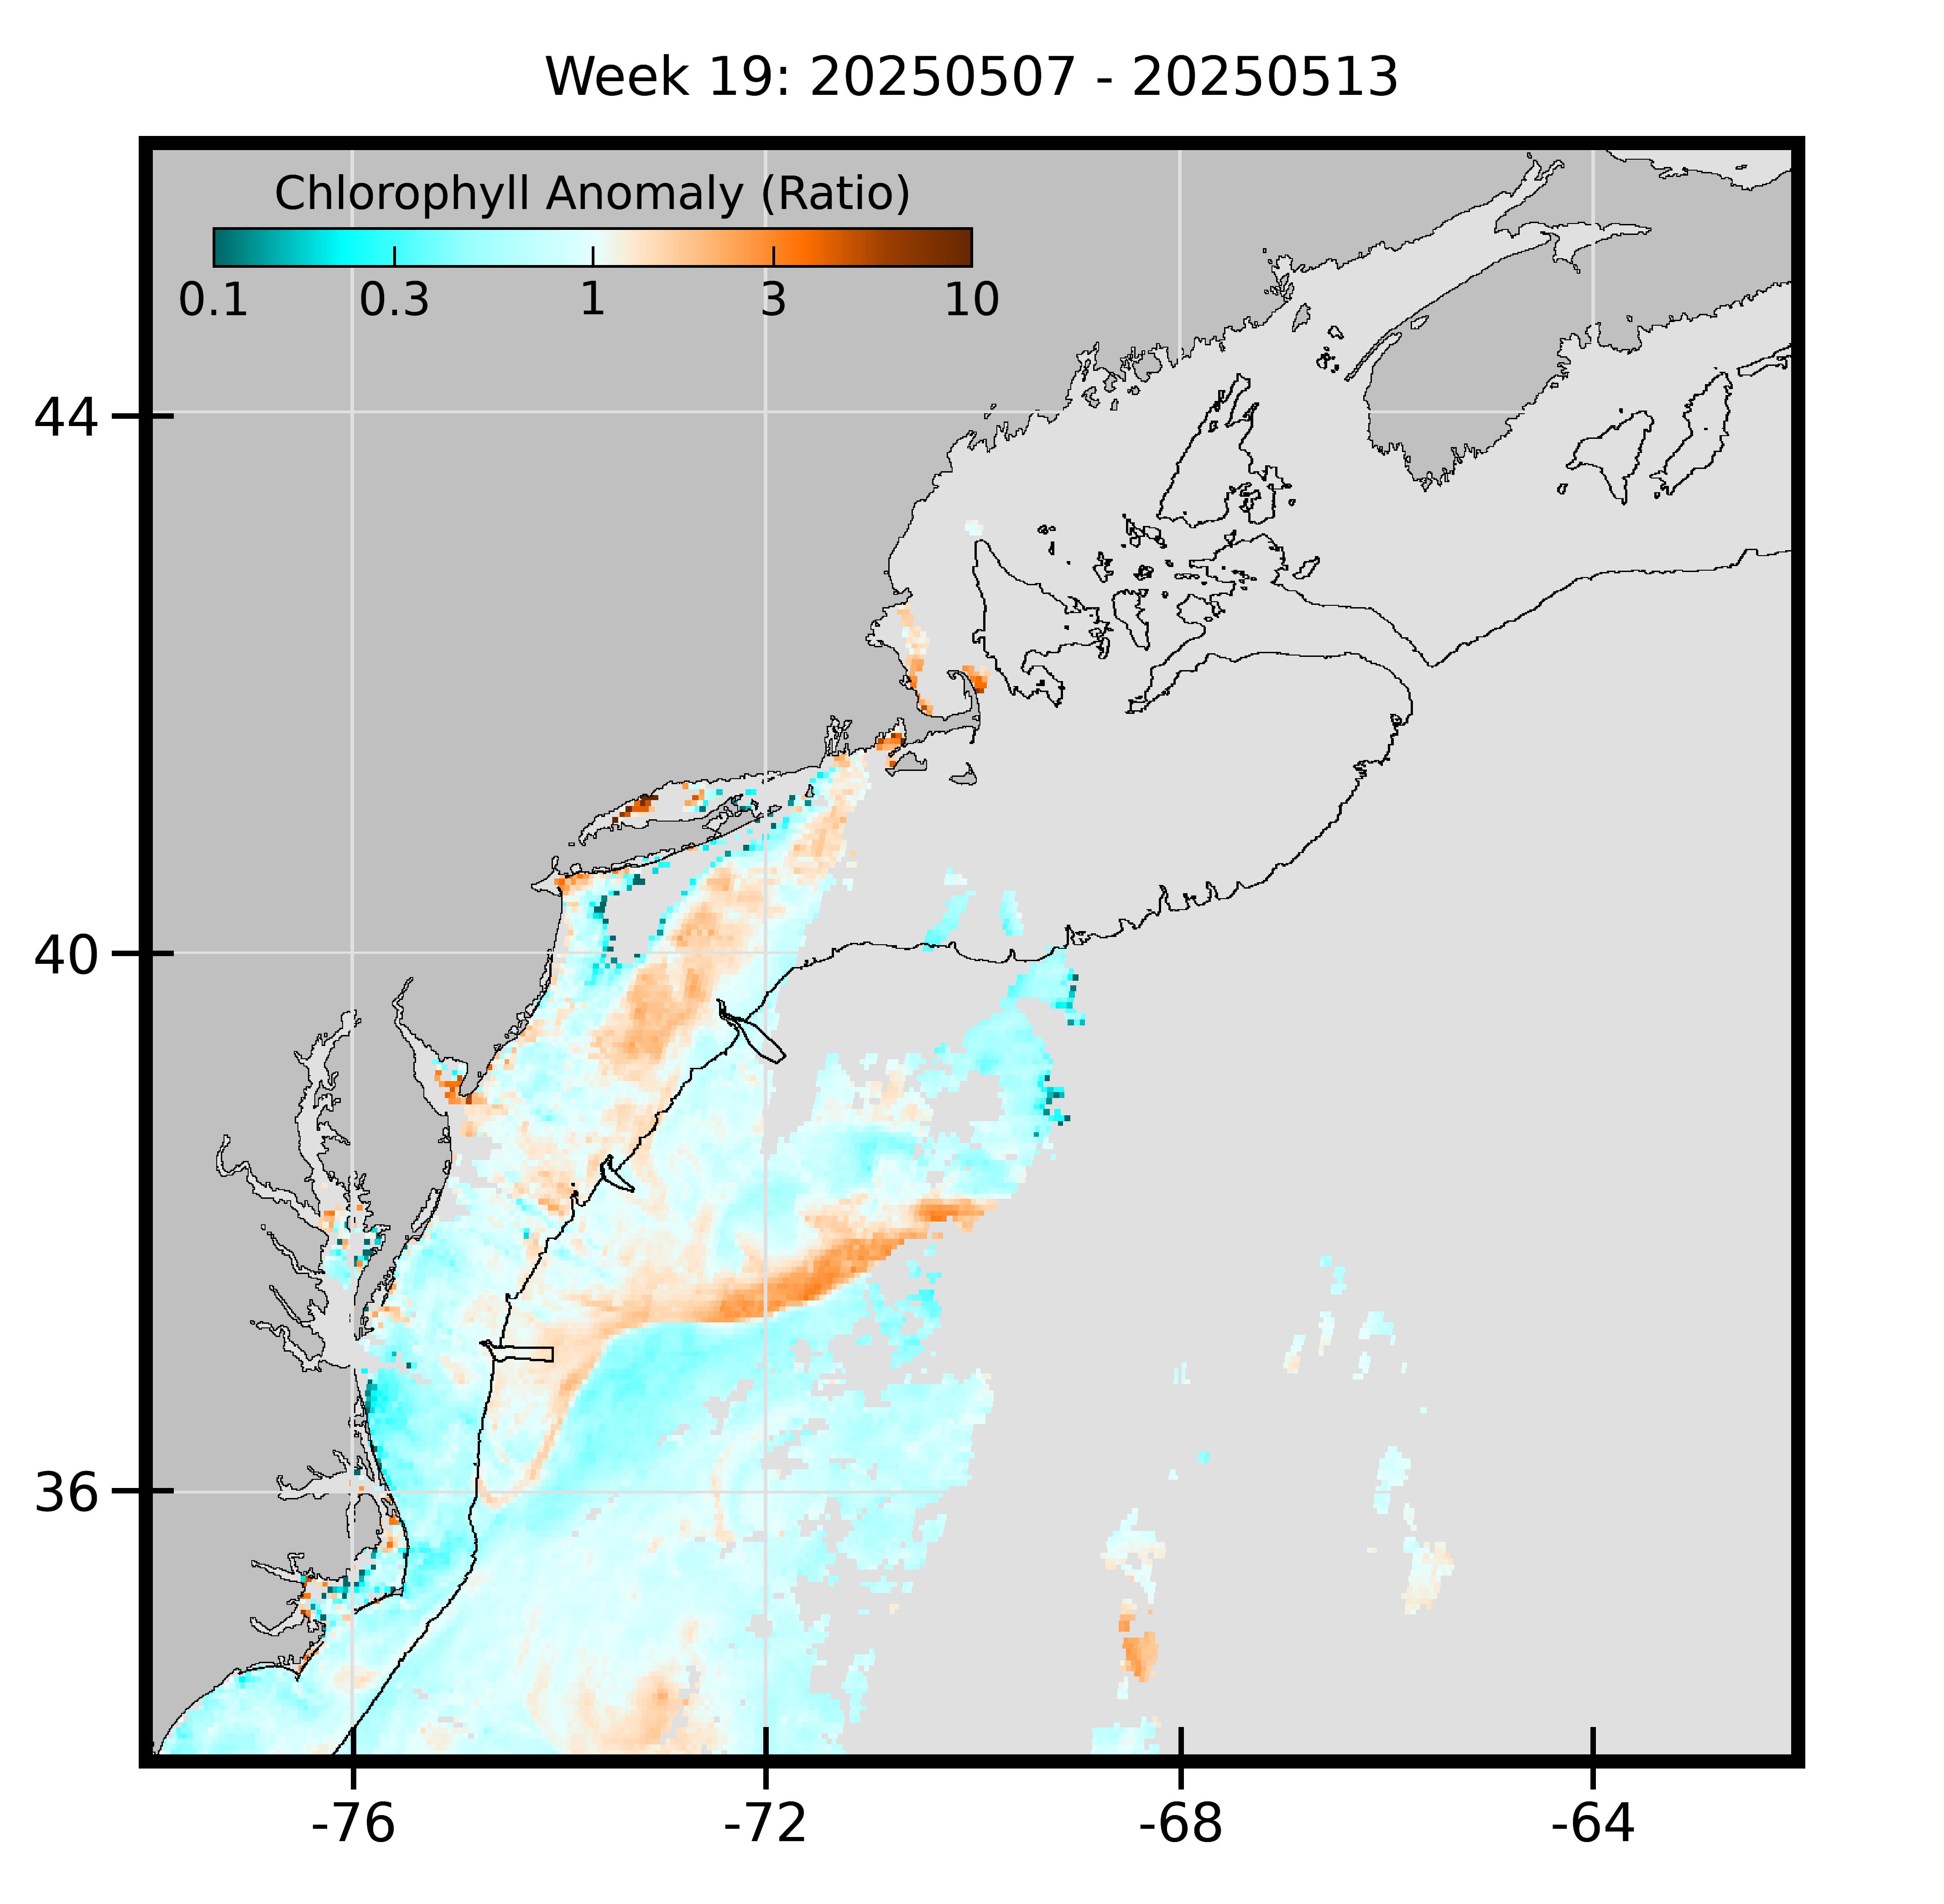 Week 19: 20250507 - 20250513
Chlorophyll Anomaly (Ratio)
0.1 0.3 1 3 10
44
40
36
-76 -72 -68 -64